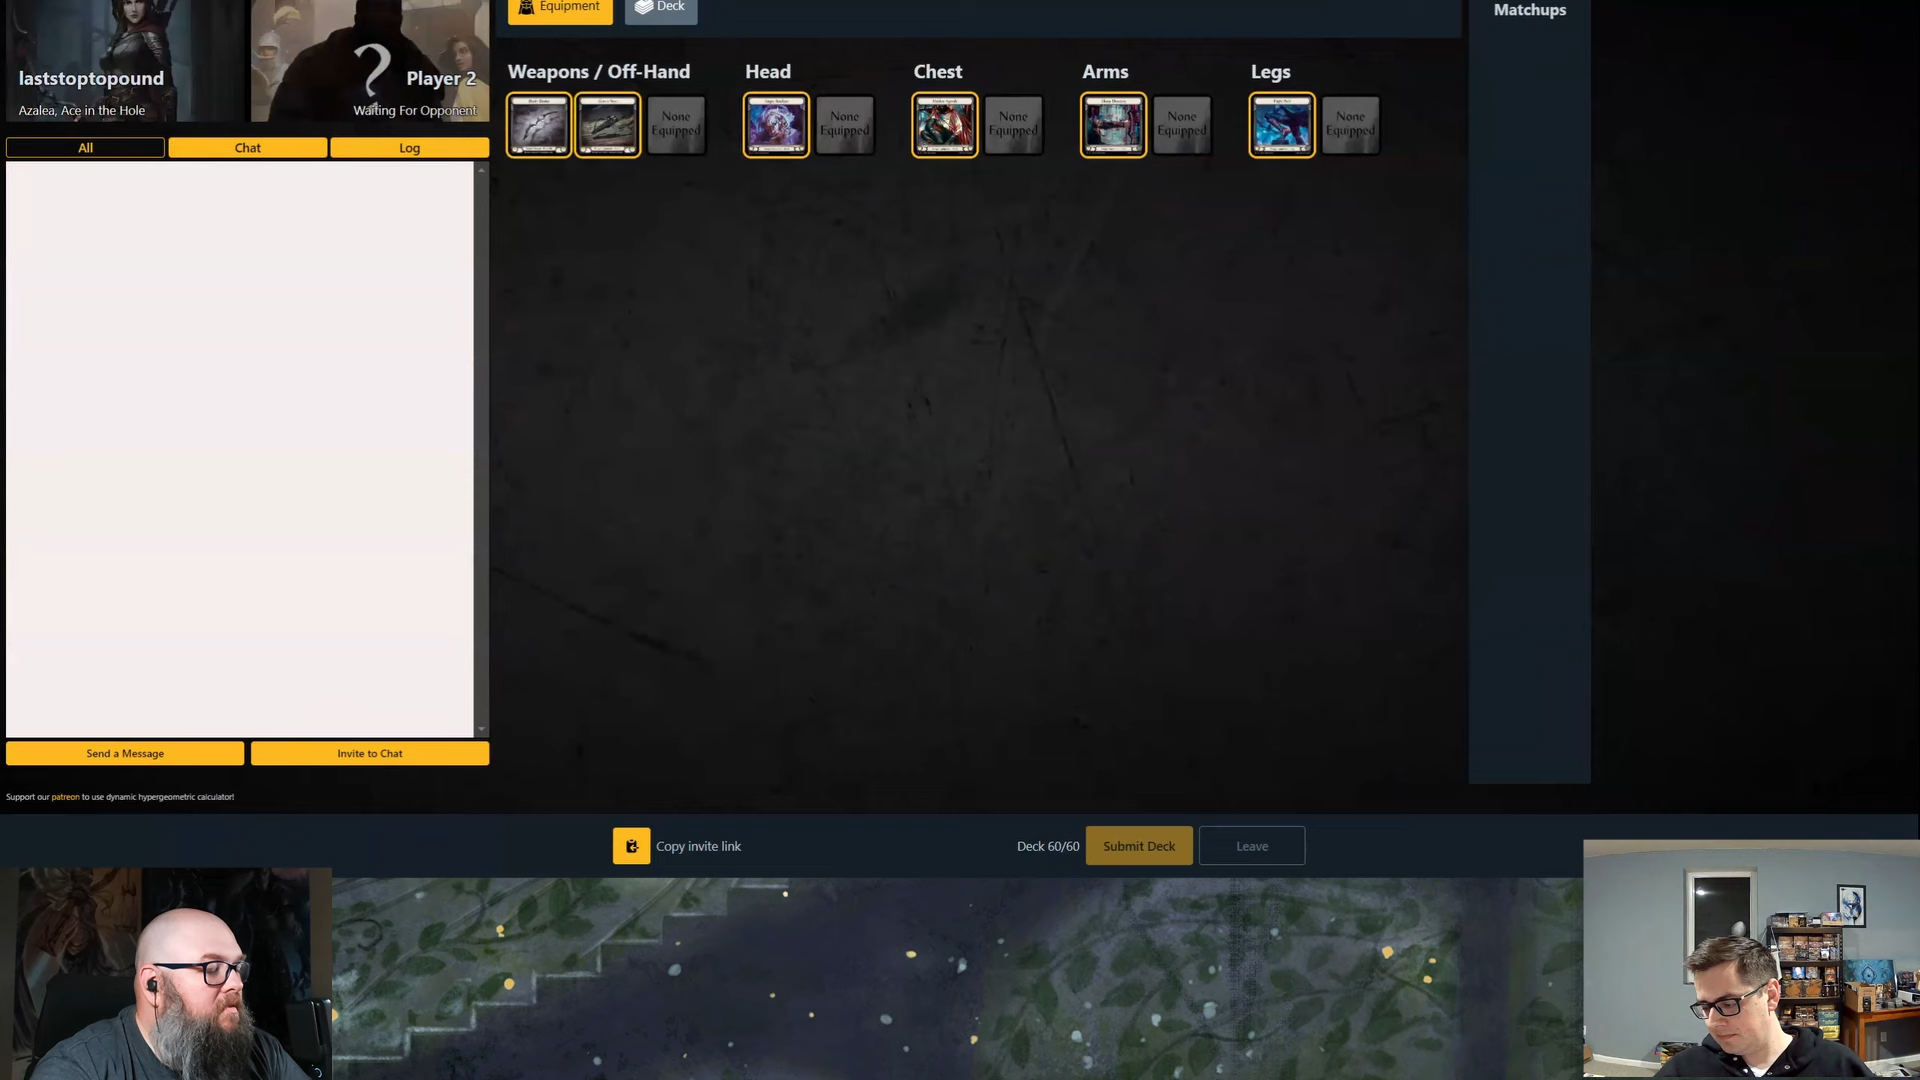 Equipment
Deck
Matchups
laststoptopound
Azalea, Ace in the Hole
Player 2
Waiting For Opponent
Weapons / Off-Hand
Head
Chest
Arms
Legs
None Equipped
None Equipped
None Equipped
None Equipped
None Equipped
All
Chat
Log
Send a Message
Invite to Chat
Support our patreon to use dynamic hypergeometric calculator!
Copy invite link
Deck 60/60
Submit Deck
Leave